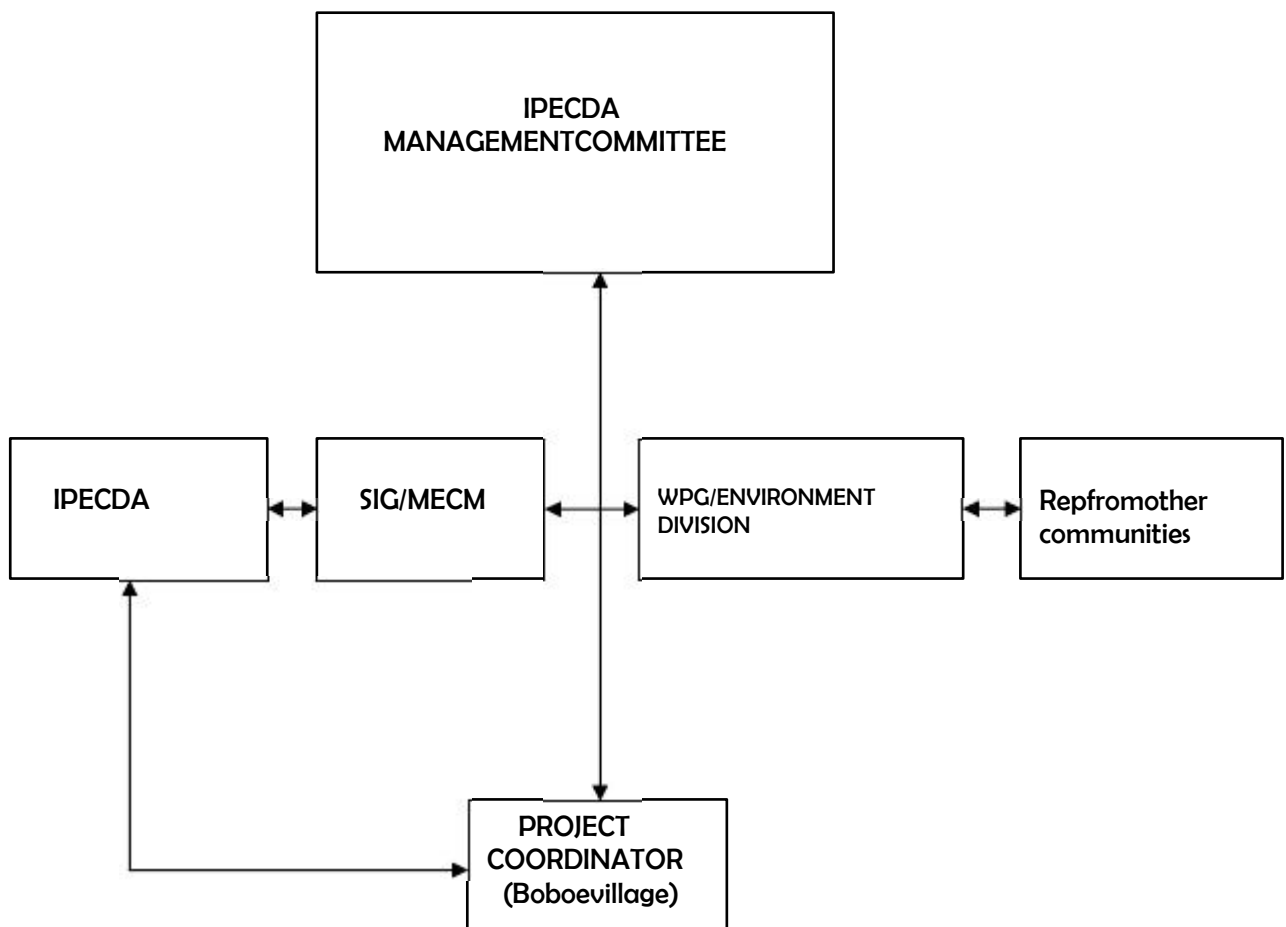 IPECDA
MANAGEMENTCOMMITTEE
IPECDA
SIG/MECM
WPG/ENVIRONMENT
DIVISION
Repfromother
communities
PROJECT
COORDINATOR
(Boboevillage)